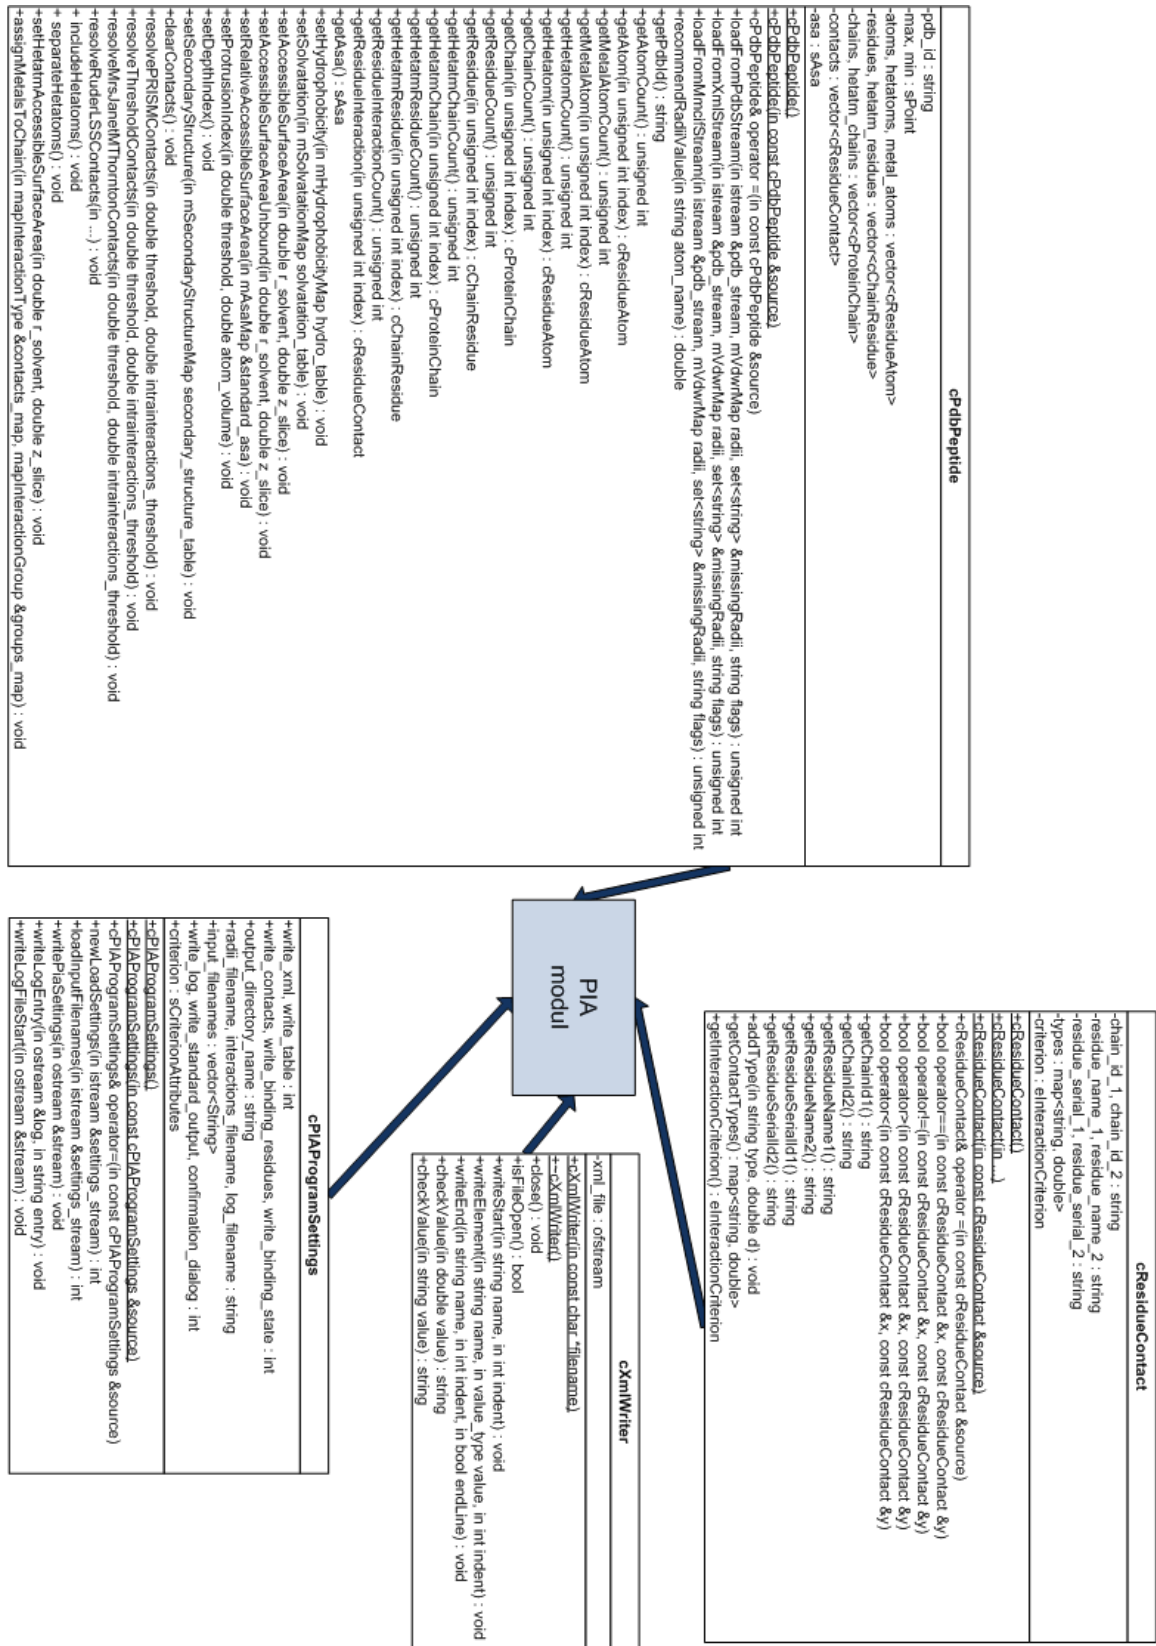 cPdbPeptide
-pdb_id : string
-max, min : sPoint
-atoms, hetatoms, metal_atoms : vector<cResidueAtom>
-residues, hetatm_residues : vector<cChainResidue>
-chains, hetatm_chains : vector<cProteinChain>
-contacts : vector<cResidueContact>
-asa : sAsa
+cPdbPeptide()
+cPdbPeptide(in const cPdbPeptide &source)
+cPdbPeptide& operator =(in const cPdbPeptide &source)
+loadFromPdbStream(in istream &pdb_stream, mVdwrMap radii, set<string> &missingRadii, string flags) : unsigned int
+loadFromXmlStream(in istream &pdb_stream, mVdwrMap radii, set<string> &missingRadii, string flags) : unsigned int
+loadFromMmcifStream(in istream &pdb_stream, mVdwrMap radii, set<string> &missingRadii, string flags) : unsigned int
+recommendRadiiValue(in string atom_name) : double
+getPdbId() : string
+getAtomCount() : unsigned int
+getAtom(in unsigned int index) : cResidueAtom
+getMetalAtomCount() : unsigned int
+getMetalAtom(in unsigned int index) : cResidueAtom
+getHetatomCount() : unsigned int
+getHetatom(in unsigned int index) : cResidueAtom
+getChainCount() : unsigned int
+getChain(in unsigned int index) : cProteinChain
+getResidueCount() : unsigned int
+getResidue(in unsigned int index) : cChainResidue
+getHetatmChainCount() : unsigned int
+getHetatmChain(in unsigned int index) : cProteinChain
+getHetatmResidueCount() : unsigned int
+getHetatmResidue(in unsigned int index) : cChainResidue
+getResidueInteractionCount() : unsigned int
+getResidueInteraction(in unsigned int index) : cResidueContact
+getAsa() : sAsa
+setHydrophobicity(in mHydrophobicityMap hydro_table) : void
+setSolvatation(in mSolvatationMap solvatation_table) : void
+setAccessibleSurfaceArea(in double r_solvent, double z_slice) : void
+setAccessibleSurfaceAreaUnbound(in double r_solvent, double z_slice) : void
+setRelativeAccessibleSurfaceArea(in mAsaMap &standard_asa) : void
+setProtrusionIndex(in double threshold, double atom_volume) : void
+setDepthIndex() : void
+setSecondaryStructure(in mSecondaryStructureMap secondary_structure_table) : void
+clearContacts() : void
+resolvePRISMContacts(in double threshold, double intrainteractions_threshold) : void
+resolveThresholdContacts(in double threshold, double intrainteractions_threshold) : void
+resolveMrsJanetMThorntonContacts(in double threshold, double intrainteractions_threshold) : void
+resolveRuderLSSContacts(in ...) : void
+ includeHetatoms() : void
+ separateHetatoms() : void
+setHetatmAccessibleSurfaceArea(in double r_solvent, double z_slice) : void
+assignMetalsToChain(in mapInteractionType &contacts_map, mapInteractionGroup &groups_map) : void
cResidueContact
-chain_id_1, chain_id_2 : string
-residue_name_1, residue_name_2 : string
-residue_serial_1, residue_serial_2 : string
-types : map<string, double>
-criterion : eInteractionCriterion
+cResidueContact()
+cResidueContact(in ...)
+cResidueContact(in const cResidueContact &source)
+cResidueContact& operator =(in const cResidueContact &source)
+bool operator==(in const cResidueContact &x, const cResidueContact &y)
+bool operator!=(in const cResidueContact &x, const cResidueContact &y)
+bool operator>(in const cResidueContact &x, const cResidueContact &y)
+bool operator<(in const cResidueContact &x, const cResidueContact &y)
+getChainId1() : string
+getChainId2() : string
+getResidueName1() : string
+getResidueName2() : string
+getResidueSerialId1() : string
+getResidueSerialId2() : string
+addType(in string type, double d) : void
+getContactTypes() : map<string, double>
+getInteractionCriterion() : eInteractionCriterion
PIA
modul
cXmlWriter
-xml_file : ofstream
+cXmlWriter(in const char *filename)
+~cXmlWriter()
+close() : void
+isFileOpen() : bool
+writeStart(in string name, in int indent) : void
+writeElement(in string name, in value_type value, in int indent) : void
+writeEnd(in string name, in int indent, in bool endLine) : void
+checkValue(in double value) : string
+checkValue(in string value) : string
cPIAProgramSettings
+write_xml, write_table : int
+write_contacts, write_binding_residues, write_binding_state : int
+output_directory_name : string
+radii_filename, interactions_filename, log_filename : string
+input_filenames : vector<String>
+write_log, write_standard_output, confirmation_dialog : int
+criterion : sCriterionAttributes
+cPIAProgramSettings()
+cPIAProgramSettings(in const cPIAProgramSettings &source)
+cPIAProgramSettings& operator=(in const cPIAProgramSettings &source)
+newLoadSettings(in istream &settings_stream) : int
+loadInputFilenames(in istream &settings_stream) : int
+writePiaSettings(in ostream &stream) : void
+writeLogEntry(in ostream &log, in string entry) : void
+writeLogFileStart(in ostream &stream) : void